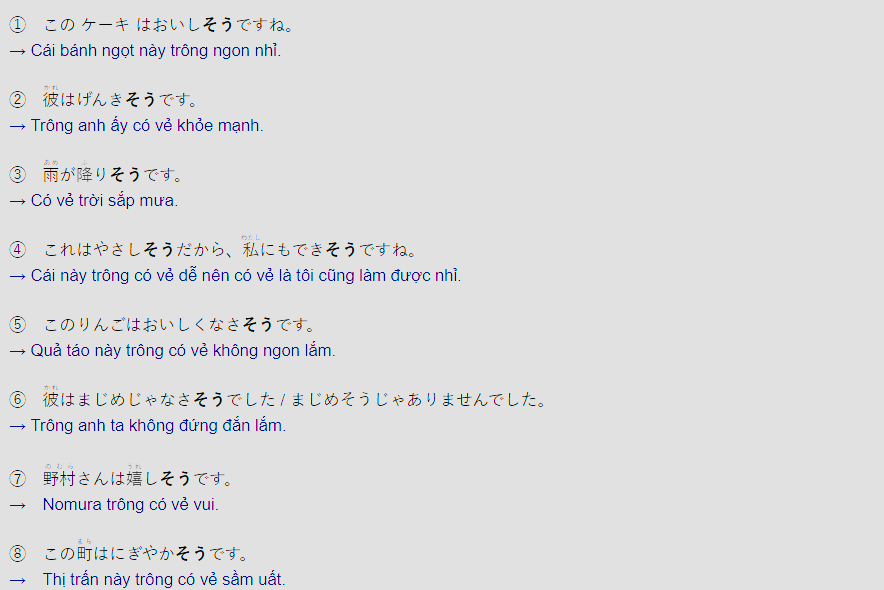 ① この ケーキ はおいしそうですね。
→ Cái bánh ngọt này trông ngon nhỉ.
② 彼はげんきそうです。
→ Trông anh ấy có vẻ khỏe mạnh.
③ 雨が降りそうです。
→ Có vẻ trời sắp mưa.
④ これはやさしそうだから、私にもできそうですね。
→ Cái này trông có vẻ dễ nên có vẻ là tôi cũng làm được nhỉ.
⑤ このりんごはおいしくなさそうです。
→ Quả táo này trông có vẻ không ngon lắm.
⑥ 彼はまじめじゃなさそうでした / まじめそうじゃありませんでした。
→ Trông anh ta không đứng đắn lắm.
⑦ 野村さんは嬉しそうです。
→ Nomura trông có vẻ vui.
⑧ この町はにぎやかそうです。
→ Thị trấn này trông có vẻ sầm uất.